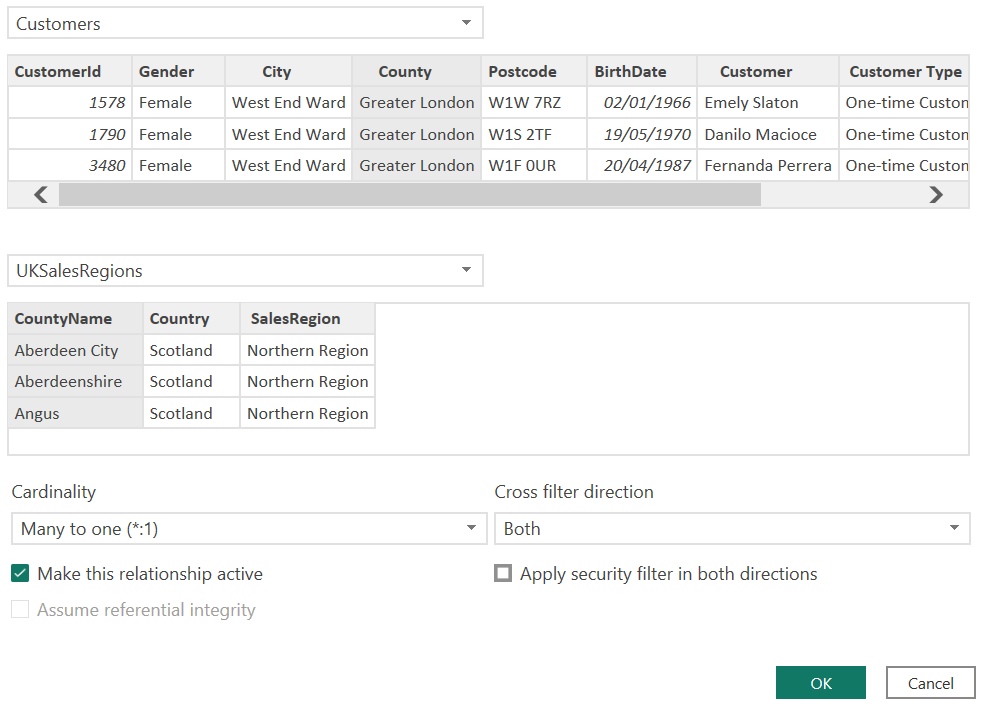 Customers
CustomerId Gender City County Postcode BirthDate Customer Customer Type
1578 Female West End Ward Greater London W1W 7RZ 02/01/1966 Emely Slaton One-time Custon
1790 Female West End Ward Greater London W1S 2TF 19/05/1970 Danilo Macioce One-time Custon
3480 Female West End Ward Greater London W1F 0UR 20/04/1987 Fernanda Perrera One-time Custon
UKSalesRegions
CountyName Country SalesRegion
Aberdeen City Scotland Northern Region
Aberdeenshire Scotland Northern Region
Angus Scotland Northern Region
Cardinality Cross filter direction
Many to one (*:1) Both
Make this relationship active Apply security filter in both directions
Assume referential integrity
OK Cancel